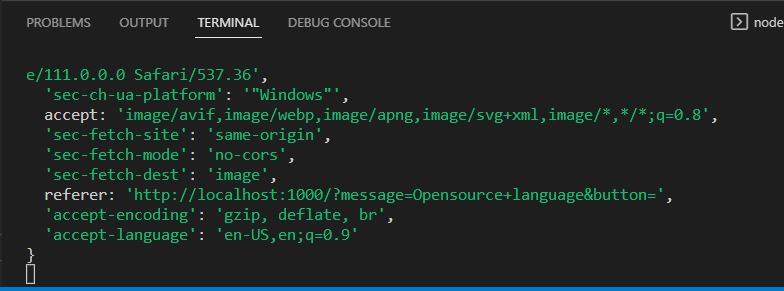 PROBLEMS OUTPUT TERMINAL DEBUG CONSOLE node
e/111.0.0.0 Safari/537.36',
'sec-ch-ua-platform': '"Windows"',
accept: 'image/avif,image/webp,image/apng,image/svg+xml,image/*,*/*;q=0.8',
'sec-fetch-site': 'same-origin',
'sec-fetch-mode': 'no-cors',
'sec-fetch-dest': 'image',
referer: 'http://localhost:1000/?message=Opensource+language&button=',
'accept-encoding': 'gzip, deflate, br',
'accept-language': 'en-US,en;q=0.9'
}